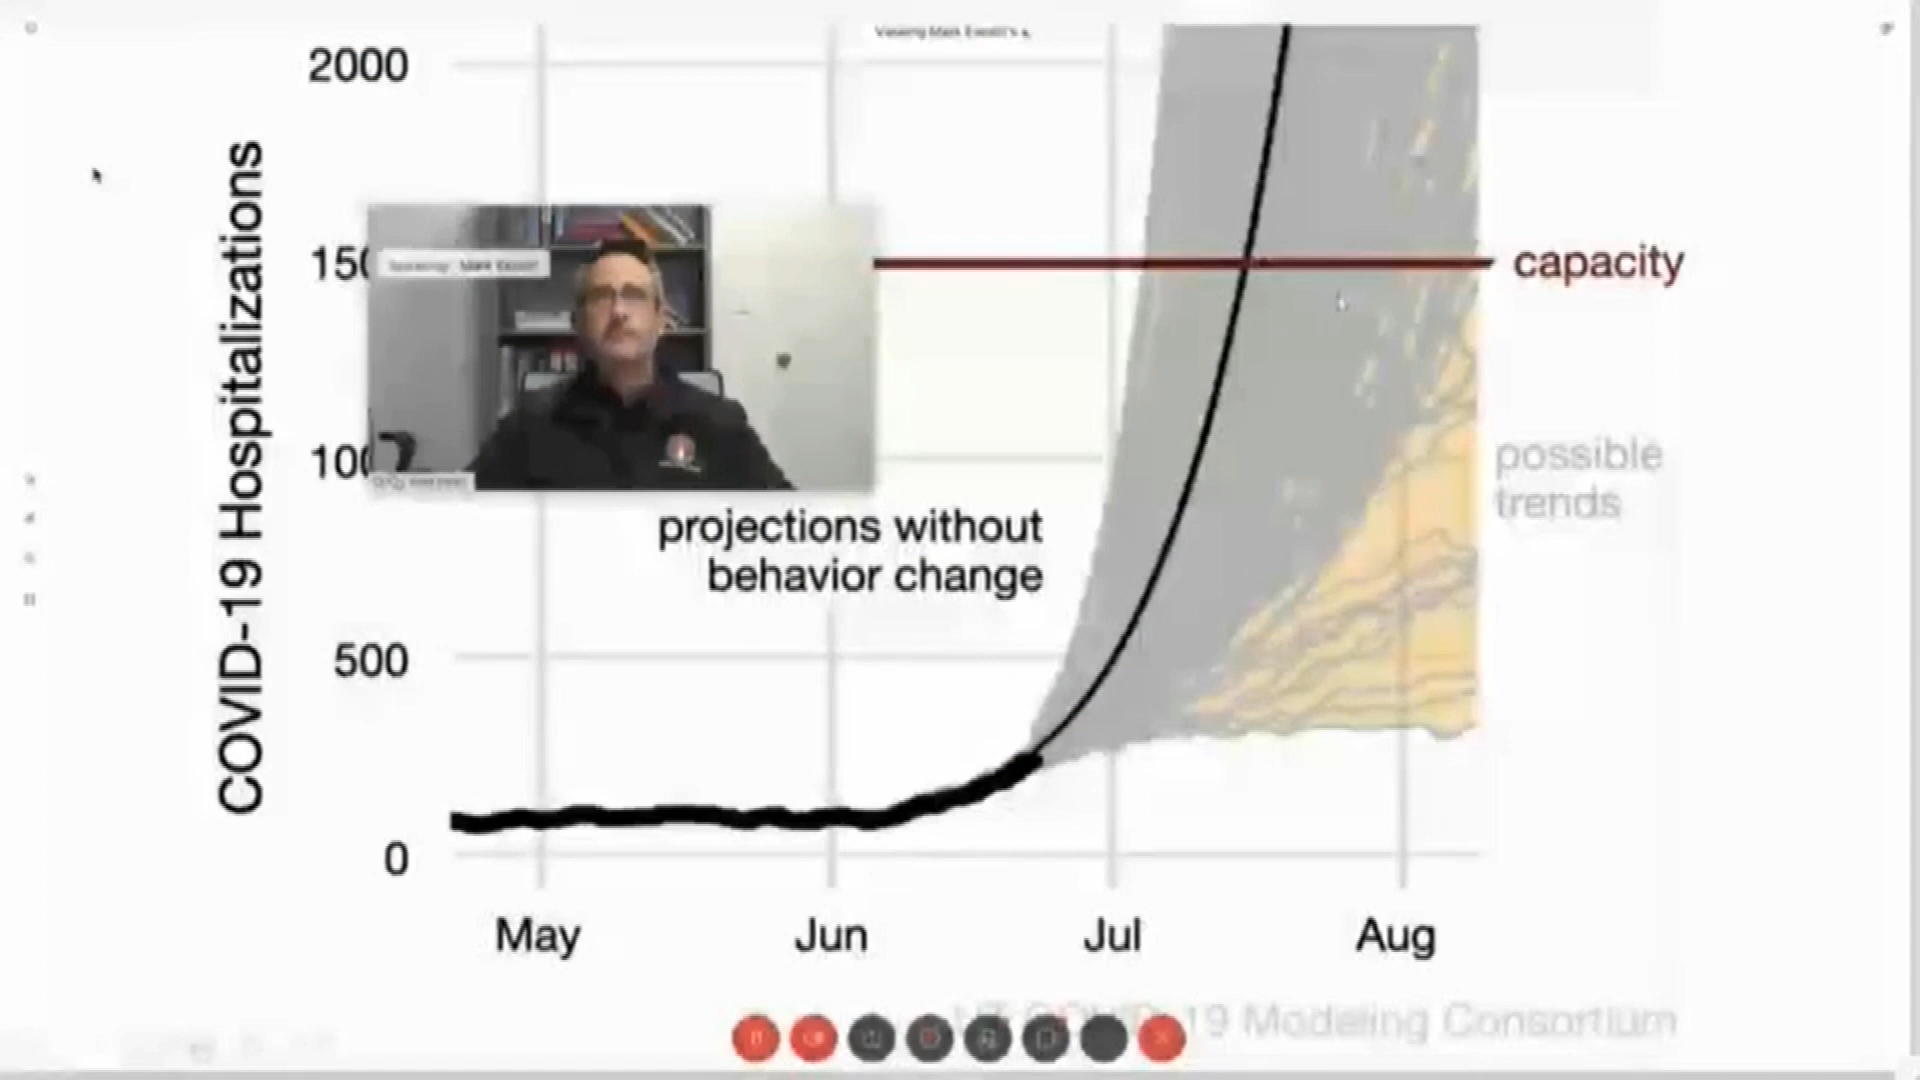 2000
COVID-19 Hospitalizations
capacity
possible
trends
projections without
behavior change
500
0
May
Jun
Jul
Aug
19 Modeling Consortium